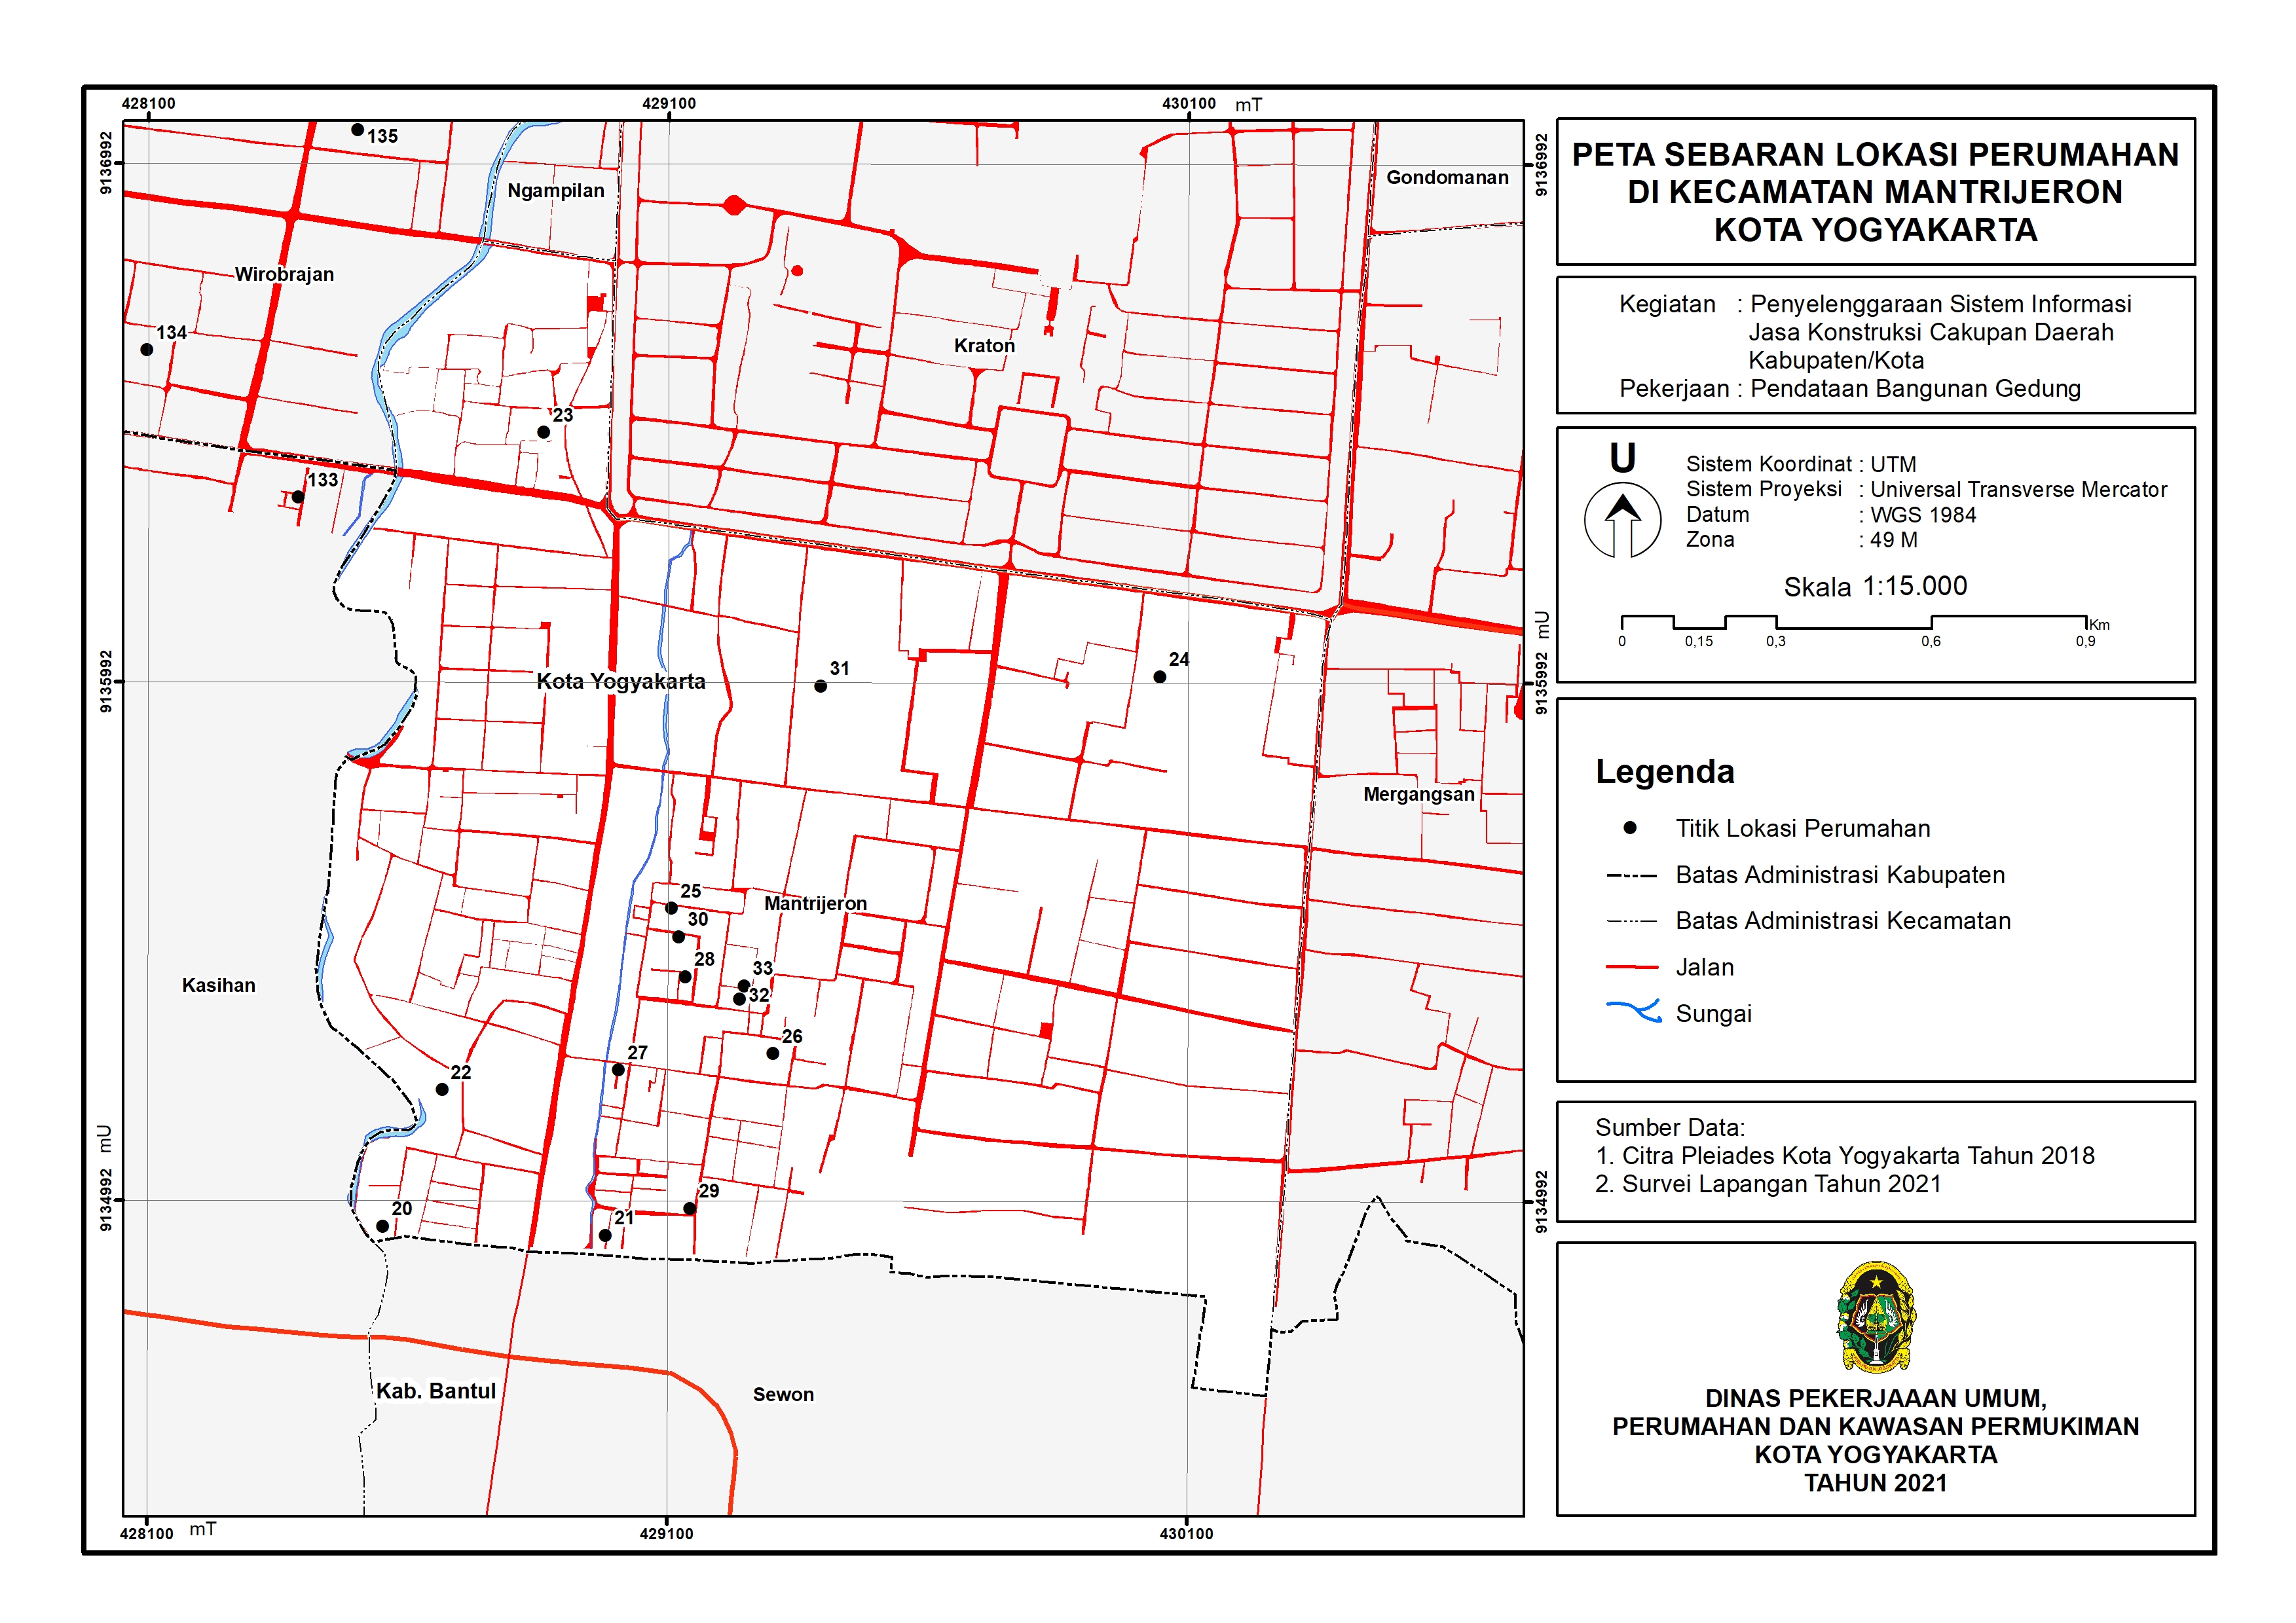 428100
429100
430100 mT
9136992
9136992
135
Ngampilan
Gondomanan
Wirobrajan
134
Kraton
23
133
Kota Yogyakarta
31
24
9135992
9135992 mU
Mergangsan
25
30
Mantrijeron
28
33
32
Kasihan
26
27
22
20
29
21
9134992 mU
9134992
Kab. Bantul
Sewon
428100 mT
429100
430100
PETA SEBARAN LOKASI PERUMAHAN
DI KECAMATAN MANTRIJERON
KOTA YOGYAKARTA
Kegiatan : Penyelenggaraan Sistem Informasi
Jasa Konstruksi Cakupan Daerah
Kabupaten/Kota
Pekerjaan : Pendataan Bangunan Gedung
U
Sistem Koordinat : UTM
Sistem Proyeksi : Universal Transverse Mercator
Datum : WGS 1984
Zona : 49 M
Skala 1:15.000
Km
0 0,15 0,3 0,6 0,9
Legenda
Titik Lokasi Perumahan
Batas Administrasi Kabupaten
Batas Administrasi Kecamatan
Jalan
Sungai
Sumber Data:
1. Citra Pleiades Kota Yogyakarta Tahun 2018
2. Survei Lapangan Tahun 2021
DINAS PEKERJAAAN UMUM,
PERUMAHAN DAN KAWASAN PERMUKIMAN
KOTA YOGYAKARTA
TAHUN 2021